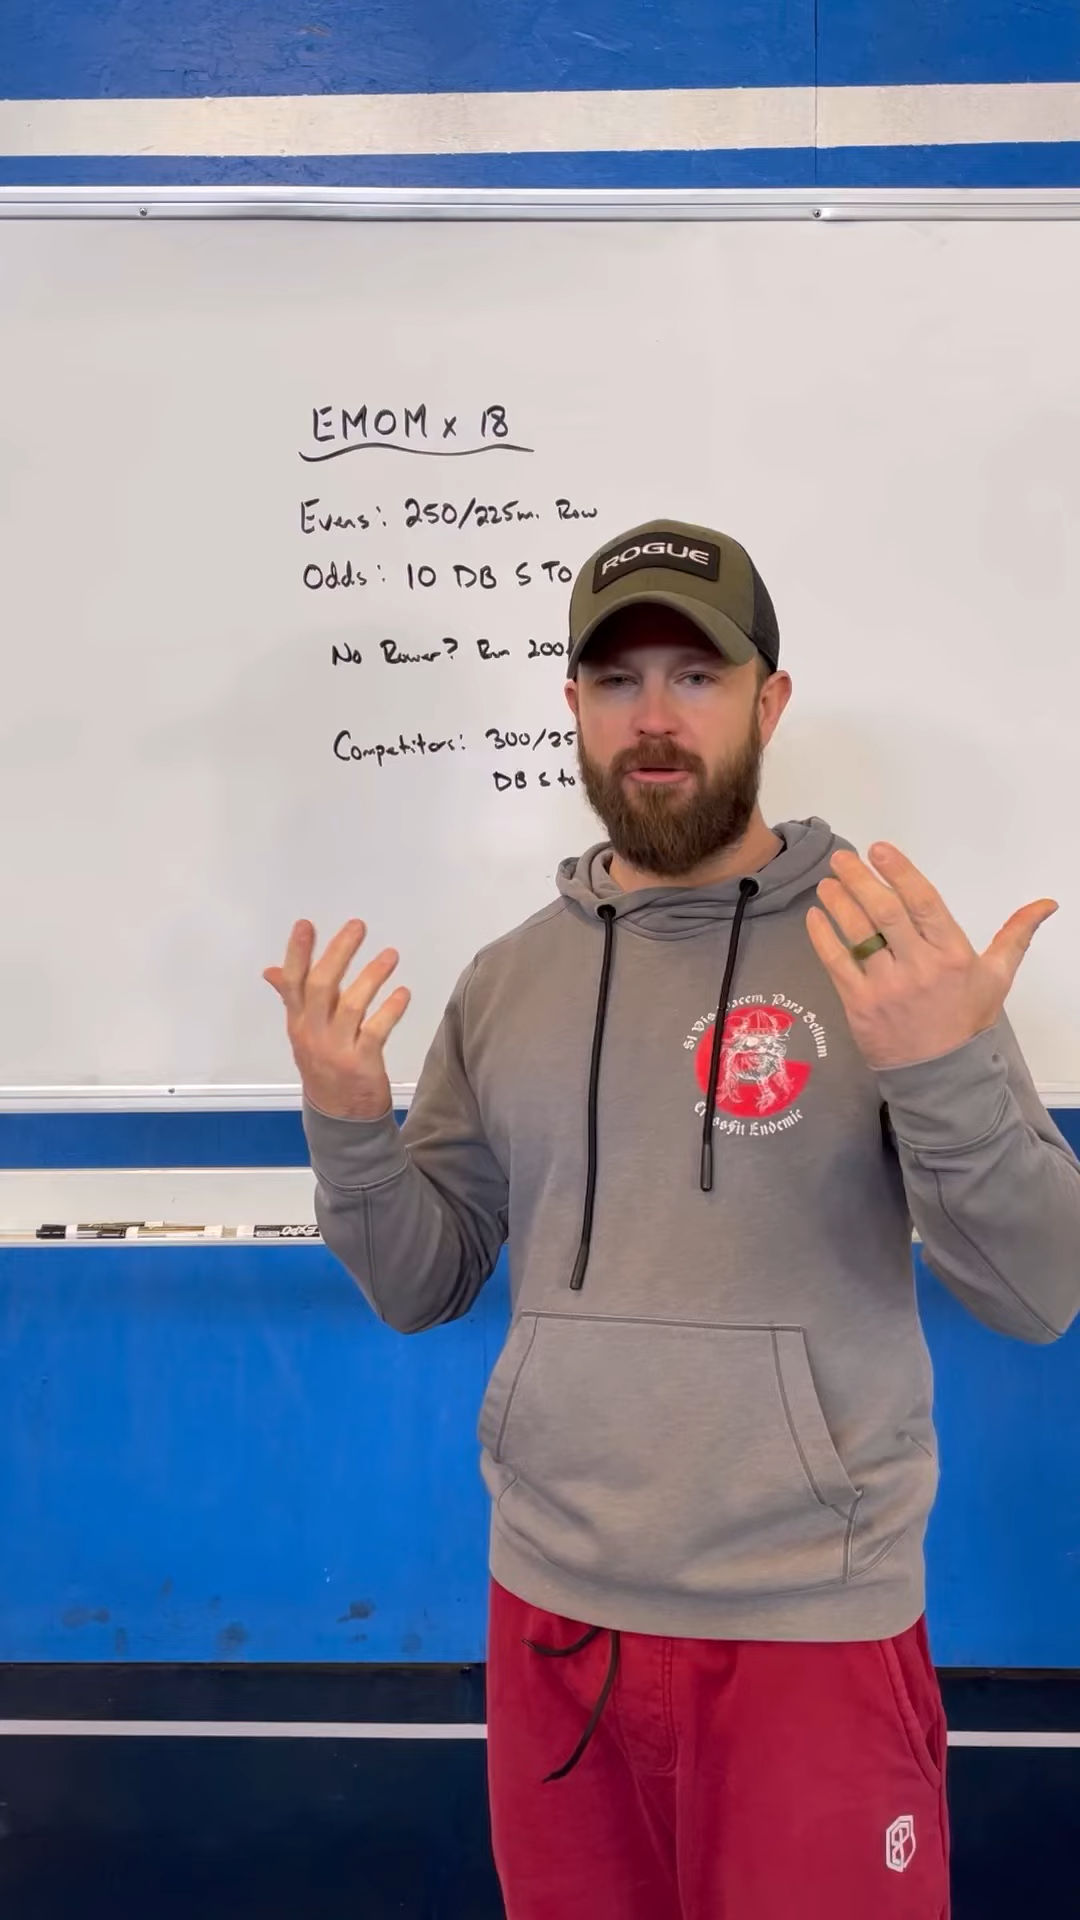 EMOM x 18
Evens: 250/225m. Row
Odds: 10 DB S TO
No Rower? Run 200
Competitors: 300/25
DB S to
ROGUE
Si Vis Pacem, Para Bellum
CrossFit Endemic
EXPO